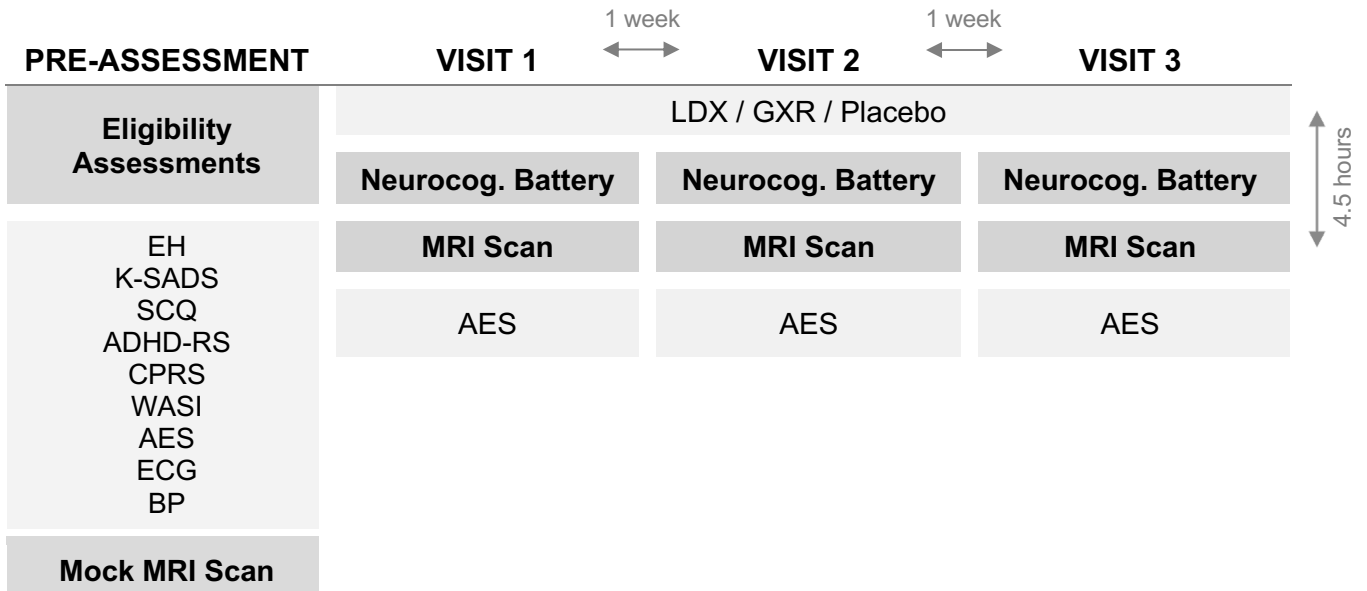 1 week 1 week
PRE-ASSESSMENT VISIT 1 VISIT 2 VISIT 3
Eligibility
Assessments
LDX / GXR / Placebo
Neurocog. Battery Neurocog. Battery Neurocog. Battery
4.5 hours
MRI Scan MRI Scan MRI Scan
AES AES AES
EH
K-SADS
SCQ
ADHD-RS
CPRS
WASI
AES
ECG
BP
Mock MRI Scan